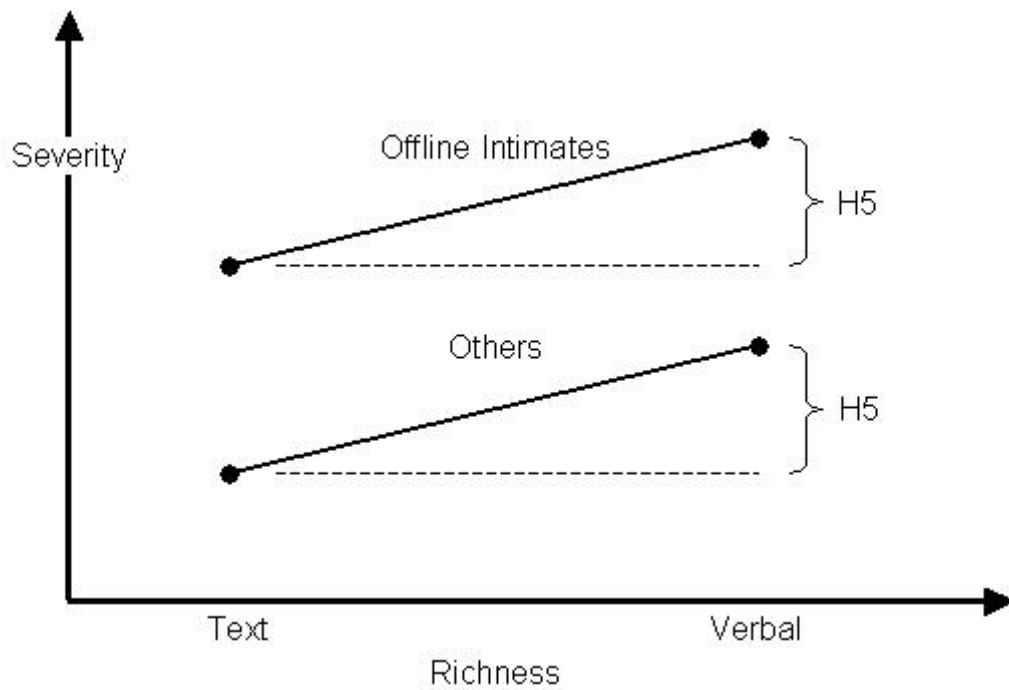 Severity
Offline Intimates
H5
Others
H5
Text
Verbal
Richness